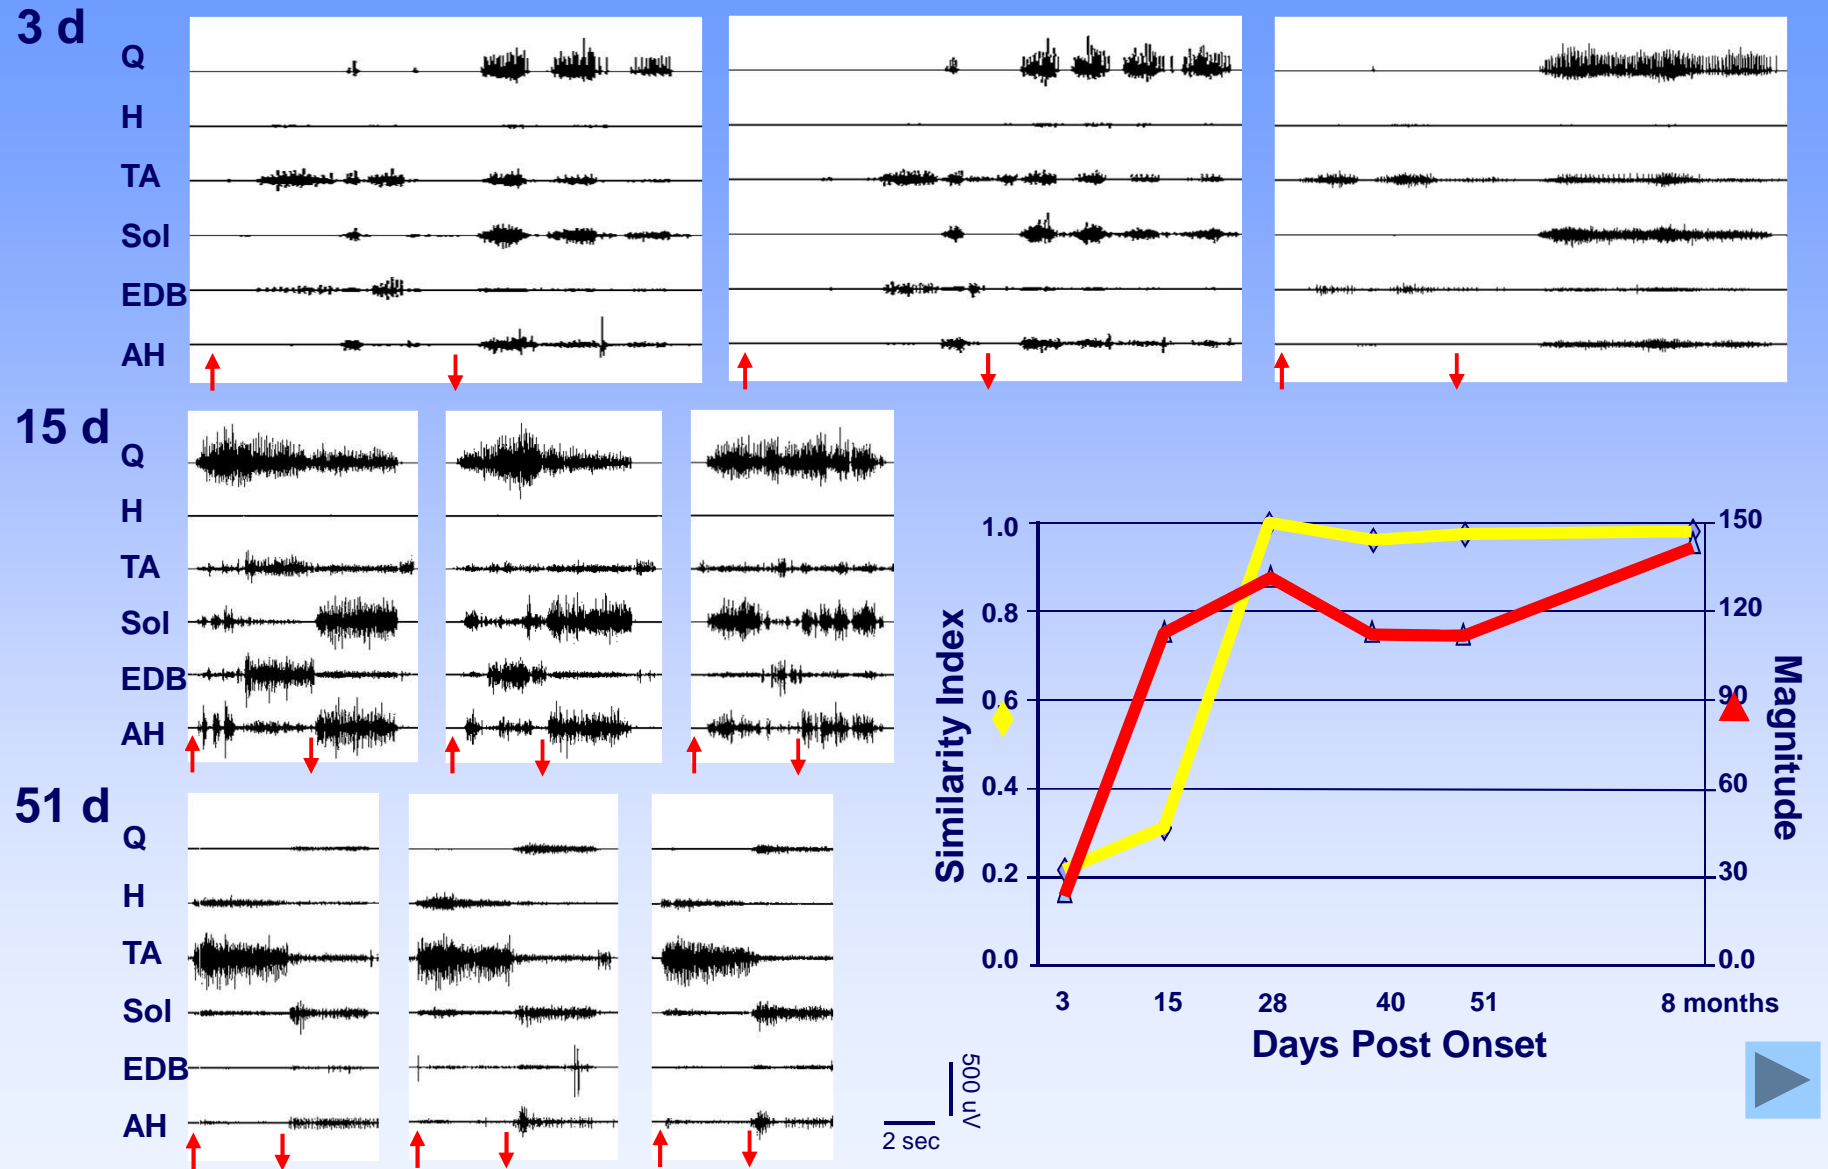 3 d
Q
H
TA
Sol
EDB
AH
15 d
Q
H
TA
Sol
EDB
AH
51 d
Q
H
TA
Sol
EDB
AH
500 uV
2 sec
Similarity Index
1.0
0.8
0.6
0.4
0.2
0.0
150
120
90
60
30
0.0
Magnitude
3 15 28 40 51 8 months
Days Post Onset